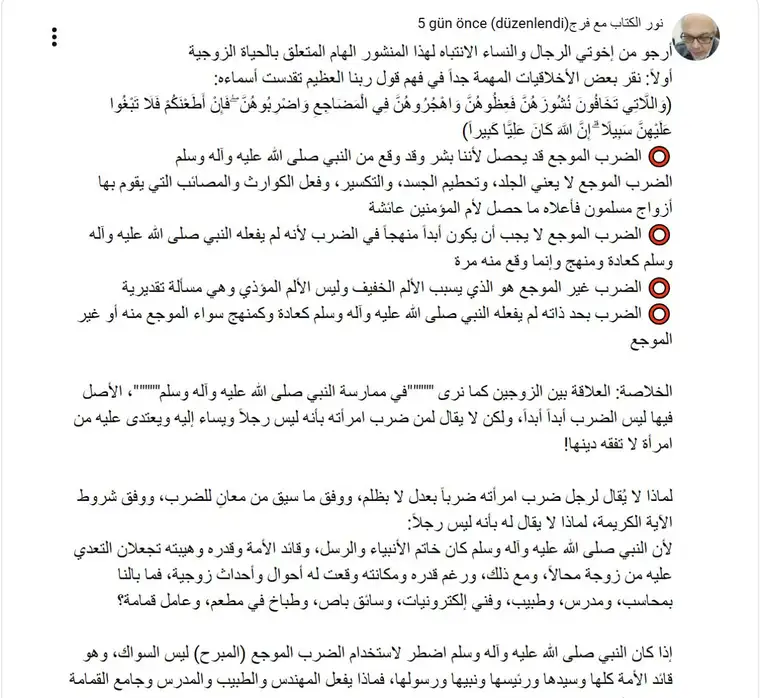 نور الكتاب مع فرج 5 gün önce (düzenlendi)
أرجو من إخوتي الرجال والنساء الانتباه لهذا المنشور الهام المتعلق بالحياة الزوجية
أولاً: نقر بعض الأخلاقيات المهمة جداً في فهم قول ربنا العظيم تقدست أسماءه:
(وَاللَّاتِي تَخَافُونَ نُشُوزَهُنَّ فَعِظُوهُنَّ وَاهْجُرُوهُنَّ فِي الْمَضَاجِعِ وَاضْرِبُوهُنَّ ۖ فَإِنْ أَطَعْنَكُمْ فَلَا تَبْغُوا
عَلَيْهِنَّ سَبِيلًا ۗ إِنَّ اللَّهَ كَانَ عَلِيًّا كَبِيراً)
⭕ الضرب الموجع قد يحصل لأننا بشر وقد وقع من النبي صلى الله عليه وآله وسلم
الضرب الموجع لا يعني الجلد، وتحطيم الجسد، والتكسير، وفعل الكوارث والمصائب التي يقوم بها
أزواج مسلمون فأعلاه ما حصل لأم المؤمنين عائشة
⭕ الضرب الموجع لا يجب أن يكون أبداً منهجاً في الضرب لأنه لم يفعله النبي صلى الله عليه وآله
وسلم كعادة ومنهج وإنما وقع منه مرة
⭕ الضرب غير الموجع هو الذي يسبب الألم الخفيف وليس الألم المؤذي وهي مسألة تقديرية
⭕ الضرب بحد ذاته لم يفعله النبي صلى الله عليه وآله وسلم كعادة وكمنهج سواء الموجع منه أو غير
الموجع
الخلاصة: العلاقة بين الزوجين كما نرى """""في ممارسة النبي صلى الله عليه وآله وسلم"""""، الأصل
فيها ليس الضرب أبداً أبداً، ولكن لا يقال لمن ضرب امرأته بأنه ليس رجلاً ويساء إليه ويعتدى عليه من
امرأة لا تفقه دينها!
لماذا لا يُقال لرجل ضرب امرأته ضرباً بعدل لا بظلم، ووفق ما سيق من معانٍ للضرب، ووفق شروط
الآية الكريمة، لماذا لا يقال له بأنه ليس رجلاً:
لأن النبي صلى الله عليه وآله وسلم كان خاتم الأنبياء والرسل، وقائد الأمة وقدره وهيبته تجعلان التعدي
عليه من زوجة محالاً، ومع ذلك، ورغم قدره ومكانته وقعت له أحوال وأحداث زوجية، فما بالنا
بمحاسب، ومدرس، وطبيب، وفني إلكترونيات، وسائق باص، وطباخ في مطعم، وعامل قمامة؟
إذا كان النبي صلى الله عليه وآله وسلم اضطر لاستخدام الضرب الموجع (المبرح) ليس السواك، وهو
قائد الأمة كلها وسيدها ورئيسها ونبيها ورسولها، فماذا يفعل المهندس والطبيب والمدرس وجامع القمامة